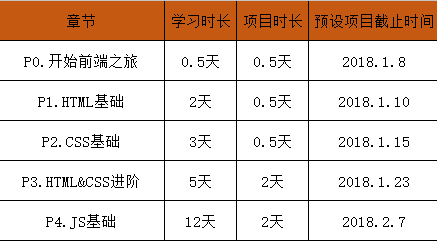 章节 学习时长 项目时长 预设项目截止时间
P0.开始前端之旅 0.5天 0.5天 2018.1.8
P1.HTML基础 2天 0.5天 2018.1.10
P2.CSS基础 3天 0.5天 2018.1.15
P3.HTML&CSS进阶 5天 2天 2018.1.23
P4.JS基础 12天 2天 2018.2.7